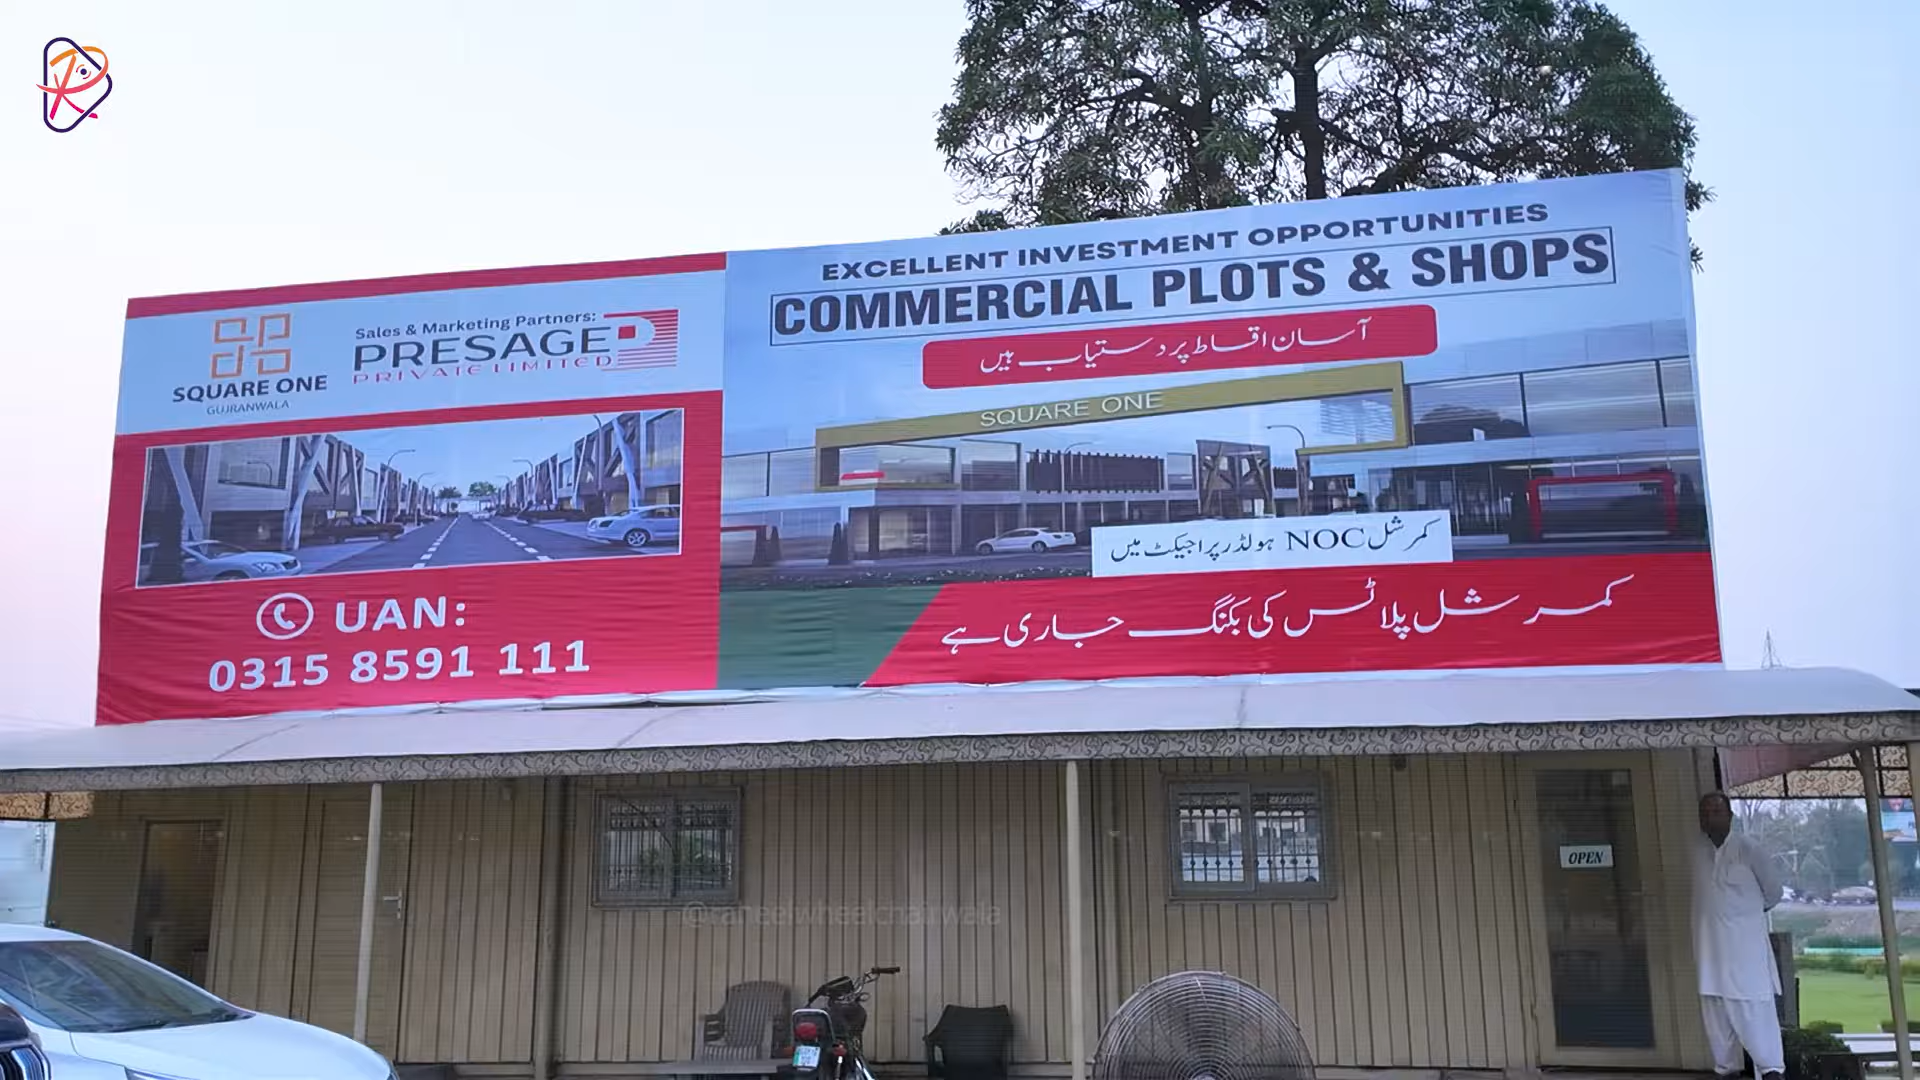 SQUARE ONE
GUJRANWALA
Sales & Marketing Partners:
PRESAGE
PRIVATE LIMITED
UAN:
0315 8591 111
EXCELLENT INVESTMENT OPPORTUNITIES
COMMERCIAL PLOTS & SHOPS
آسان اقساط پر دستیاب ہیں
SQUARE ONE
کمرشل NOC ہولڈر پراجیکٹ میں
کمرشل پلاٹس کی بکنگ جاری ہے
OPEN
@raheelwheelchairwala